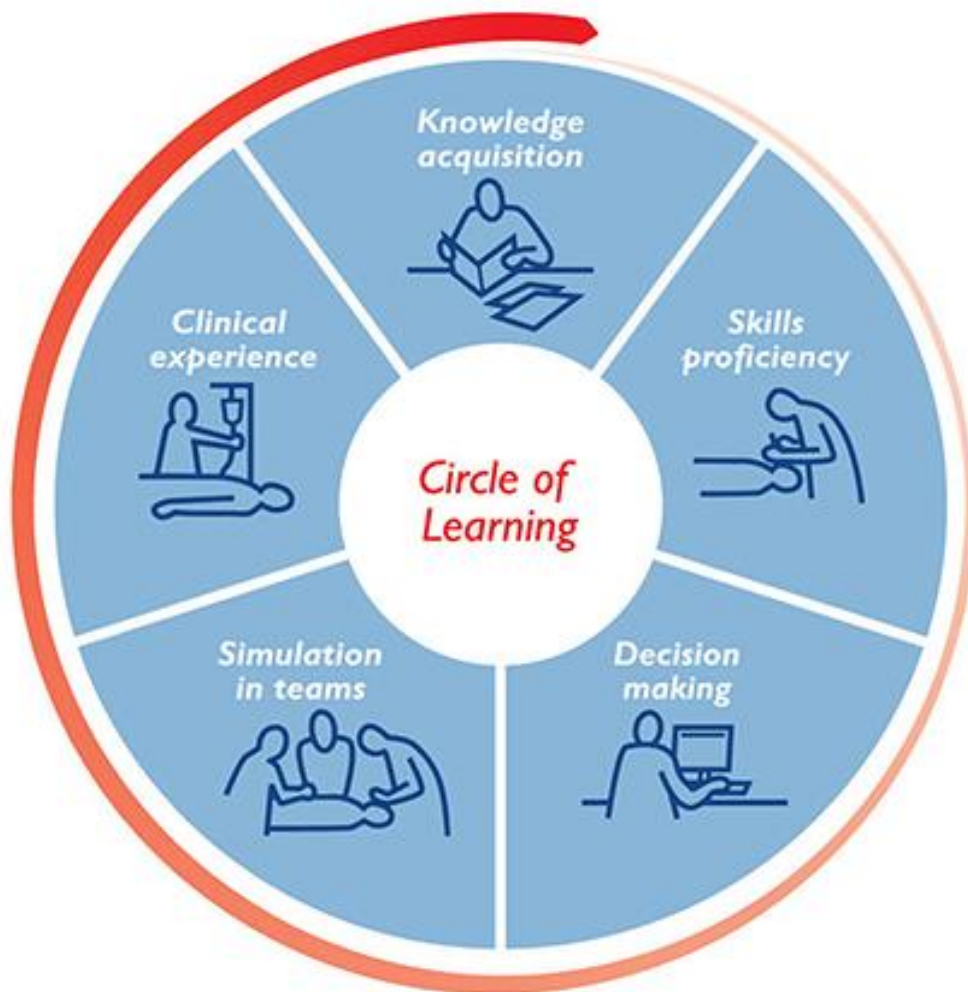 Knowledge
acquisition
Skills
proficiency
Decision
making
Simulation
in teams
Clinical
experience
Circle of
Learning